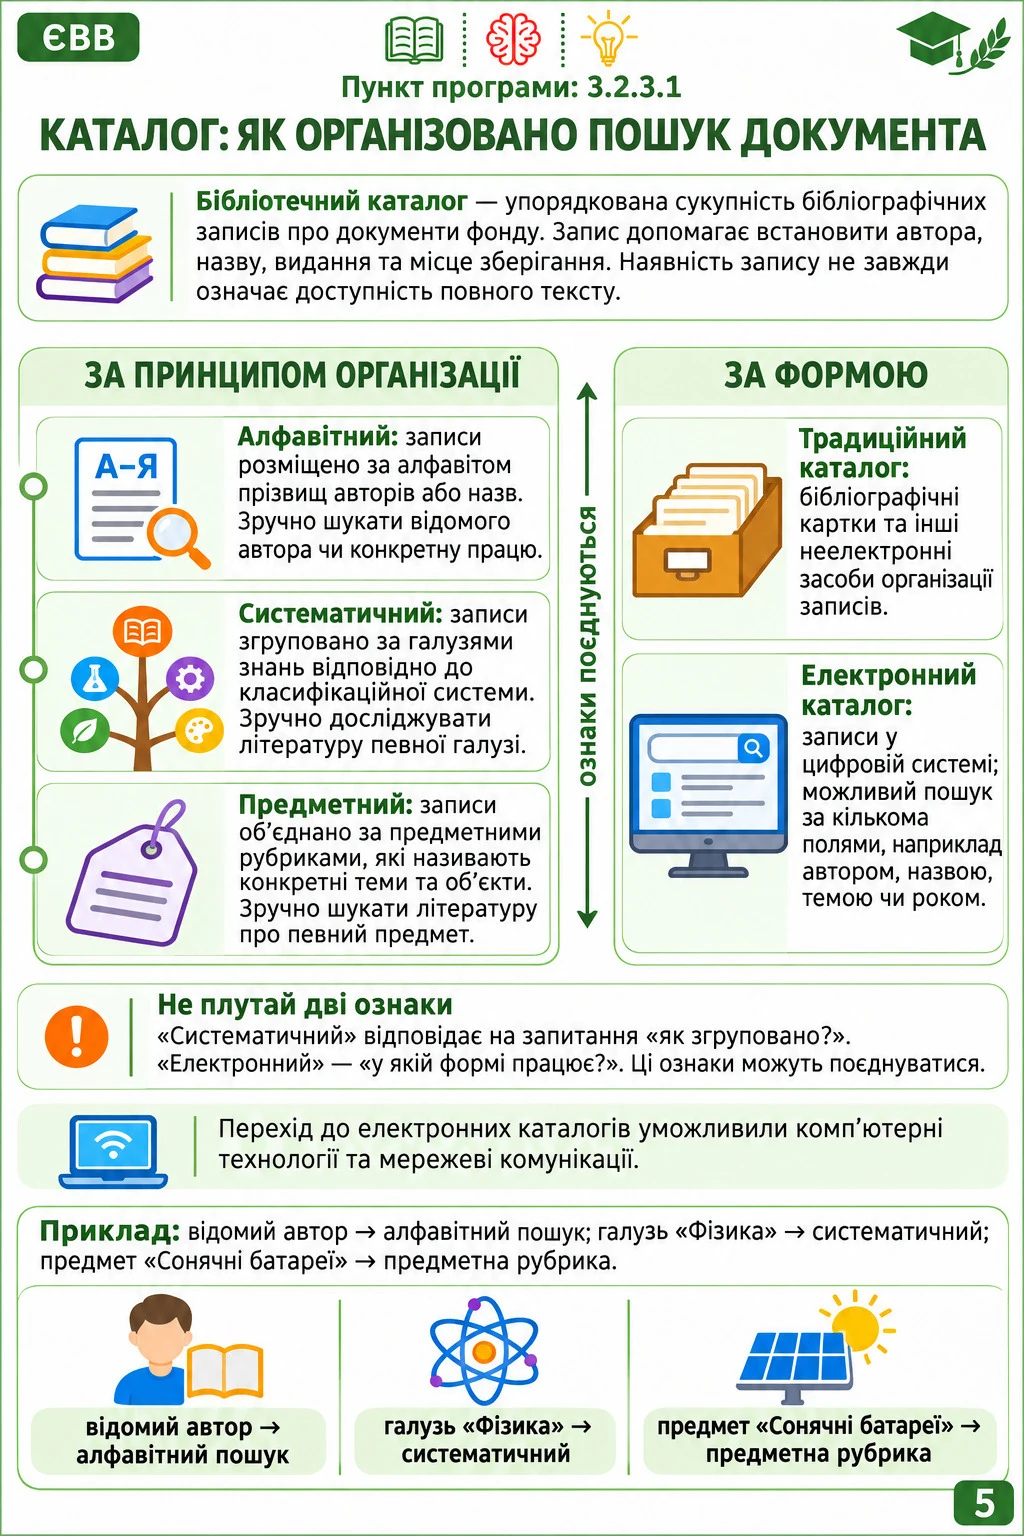 ЄВВ
Пункт програми: 3.2.3.1
КАТАЛОГ: ЯК ОРГАНІЗОВАНО ПОШУК ДОКУМЕНТА
Бібліотечний каталог — упорядкована сукупність бібліографічних
записів про документи фонду. Запис допомагає встановити автора,
назву, видання та місце зберігання. Наявність запису не завжди
означає доступність повного тексту.
ЗА ПРИНЦИПОМ ОРГАНІЗАЦІЇ
А–Я
Алфавітний: записи
розміщено за алфавітом
прізвищ авторів або назв.
Зручно шукати відомого
автора чи конкретну працю.
Систематичний: записи
згруповано за галузями
знань відповідно до
класифікаційної системи.
Зручно досліджувати
літературу певної галузі.
Предметний: записи
об’єднано за предметними
рубриками, які називають
конкретні теми та об’єкти.
Зручно шукати літературу
про певний предмет.
ознаки поєднуються
ЗА ФОРМОЮ
Традиційний
каталог:
бібліографічні
картки та інші
неелектронні
засоби організації
записів.
Електронний
каталог:
записи у
цифровій системі;
можливий пошук
за кількома
полями, наприклад
автором, назвою,
темою чи роком.
Не плутай дві ознаки
«Систематичний» відповідає на запитання «як згруповано?».
«Електронний» — «у якій формі працює?». Ці ознаки можуть поєднуватися.
Перехід до електронних каталогів уможливили комп’ютерні
технології та мережеві комунікації.
Приклад: відомий автор → алфавітний пошук; галузь «Фізика» → систематичний;
предмет «Сонячні батареї» → предметна рубрика.
відомий автор →
алфавітний пошук
галузь «Фізика» →
систематичний
предмет «Сонячні батареї» →
предметна рубрика
5